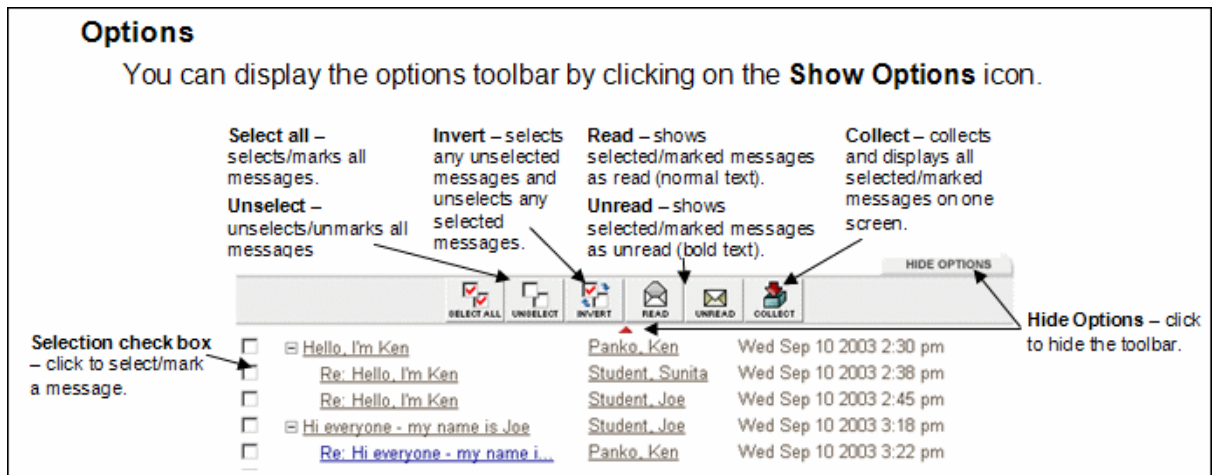 Options
You can display the options toolbar by clicking on the Show Options icon.
Select all –
selects/marks all
messages.
Unselect –
unselects/unmarks all
messages
Invert – selects
any unselected
messages and
unselects any
selected
messages.
Read – shows
selected/marked messages
as read (normal text).
Unread – shows
selected/marked messages
as unread (bold text).
Collect – collects
and displays all
selected/marked
messages on one
screen.
HIDE OPTIONS
SELECT ALL UNSELECT INVERT READ UNREAD COLLECT
Hide Options – click
to hide the toolbar.
Selection check box
– click to select/mark
a message.
Hello, I'm Ken Panko, Ken Wed Sep 10 2003 2:30 pm
Re: Hello, I'm Ken Student, Sunita Wed Sep 10 2003 2:38 pm
Re: Hello, I'm Ken Student, Joe Wed Sep 10 2003 2:45 pm
Hi everyone - my name is Joe Student, Joe Wed Sep 10 2003 3:18 pm
Re: Hi everyone - my name i... Panko, Ken Wed Sep 10 2003 3:22 pm